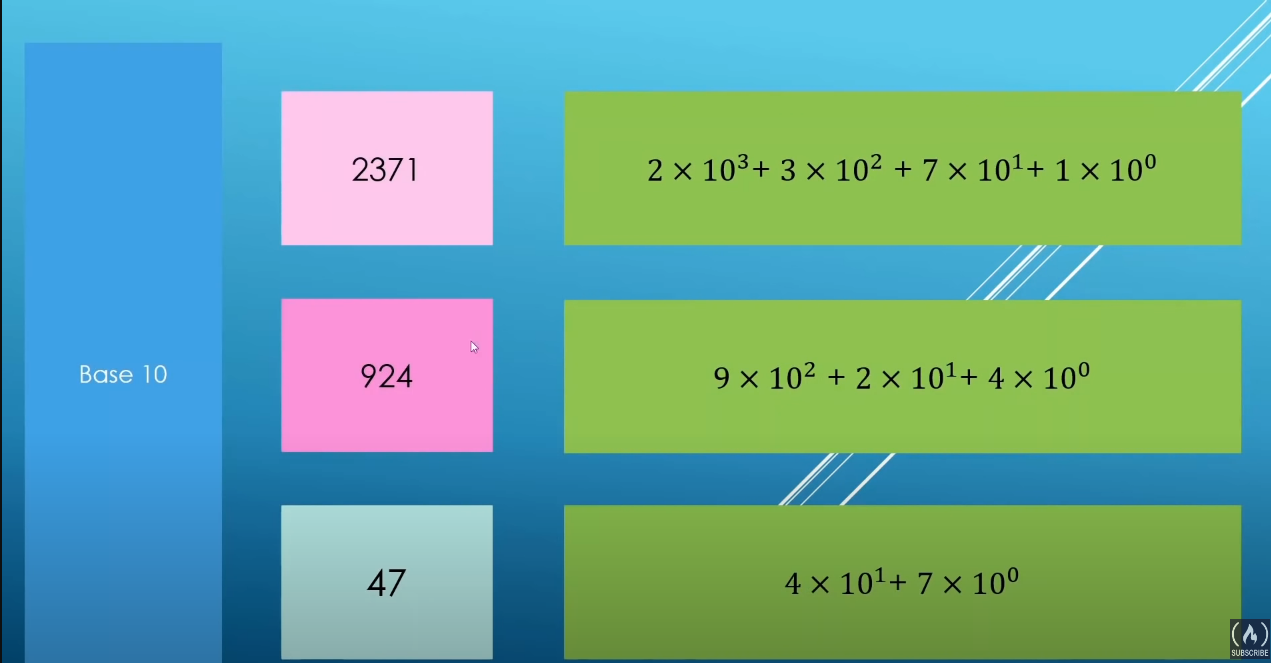 2371
2 × 10³+ 3 × 10² + 7 × 10¹+ 1 × 10⁰
Base 10
924
9 × 10² + 2 × 10¹+ 4 × 10⁰
47
4 × 10¹+ 7 × 10⁰
SUBSCRIBE